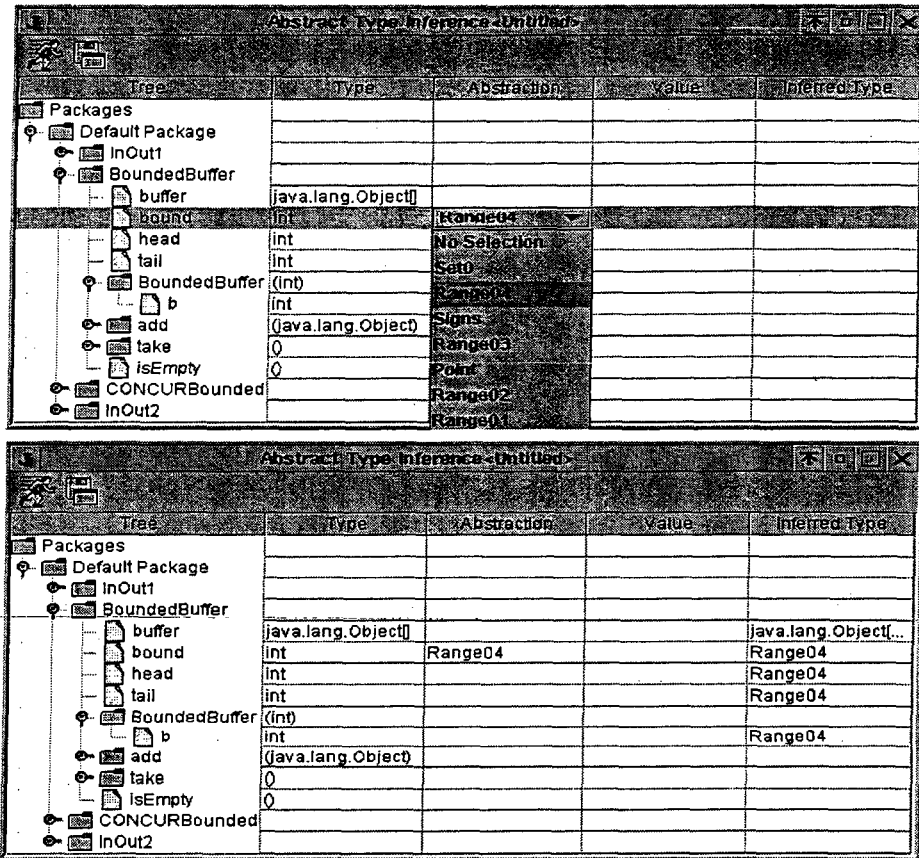 Abstract Type Inference <Untitled>
Tree Type Abstraction Value Inferred Type
Packages
Default Package
InOut1
BoundedBuffer
buffer java.lang.Object[]
bound int Range04
head int No Selection
tail int Set0
BoundedBuffer (int) Range04
b int Signs
add (java.lang.Object) Range03
take () Point
isEmpty () Range02
CONCURBounded Range01
InOut2
Abstract Type Inference <Untitled>
Tree Type Abstraction Value Inferred Type
Packages
Default Package
InOut1
BoundedBuffer
buffer java.lang.Object[] java.lang.Object[...
bound int Range04 Range04
head int Range04
tail int Range04
BoundedBuffer (int)
b int Range04
add (java.lang.Object)
take ()
isEmpty ()
CONCURBounded
InOut2